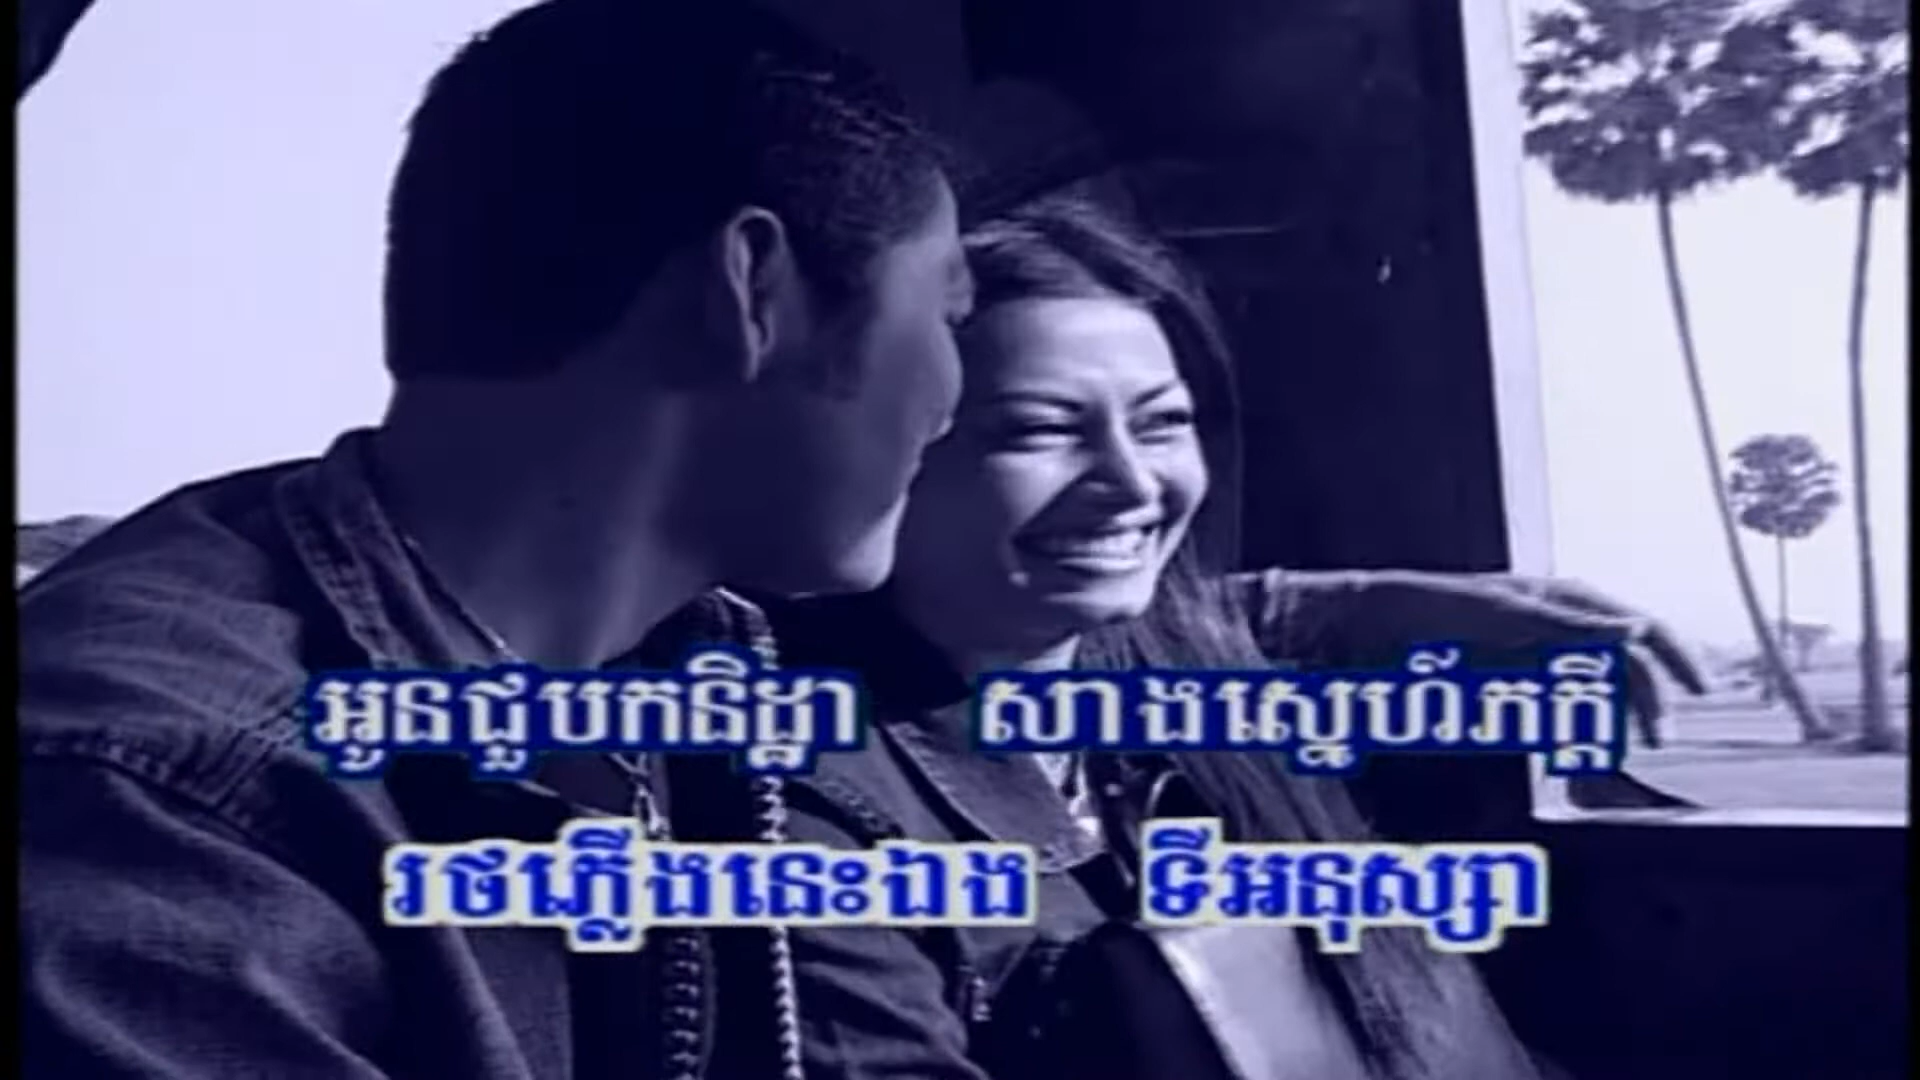 អូនជួបកនិដ្ឋា សាងស្នេហ៍ភក្ដី
រថភ្លើងនេះឯង ទីអនុស្សា